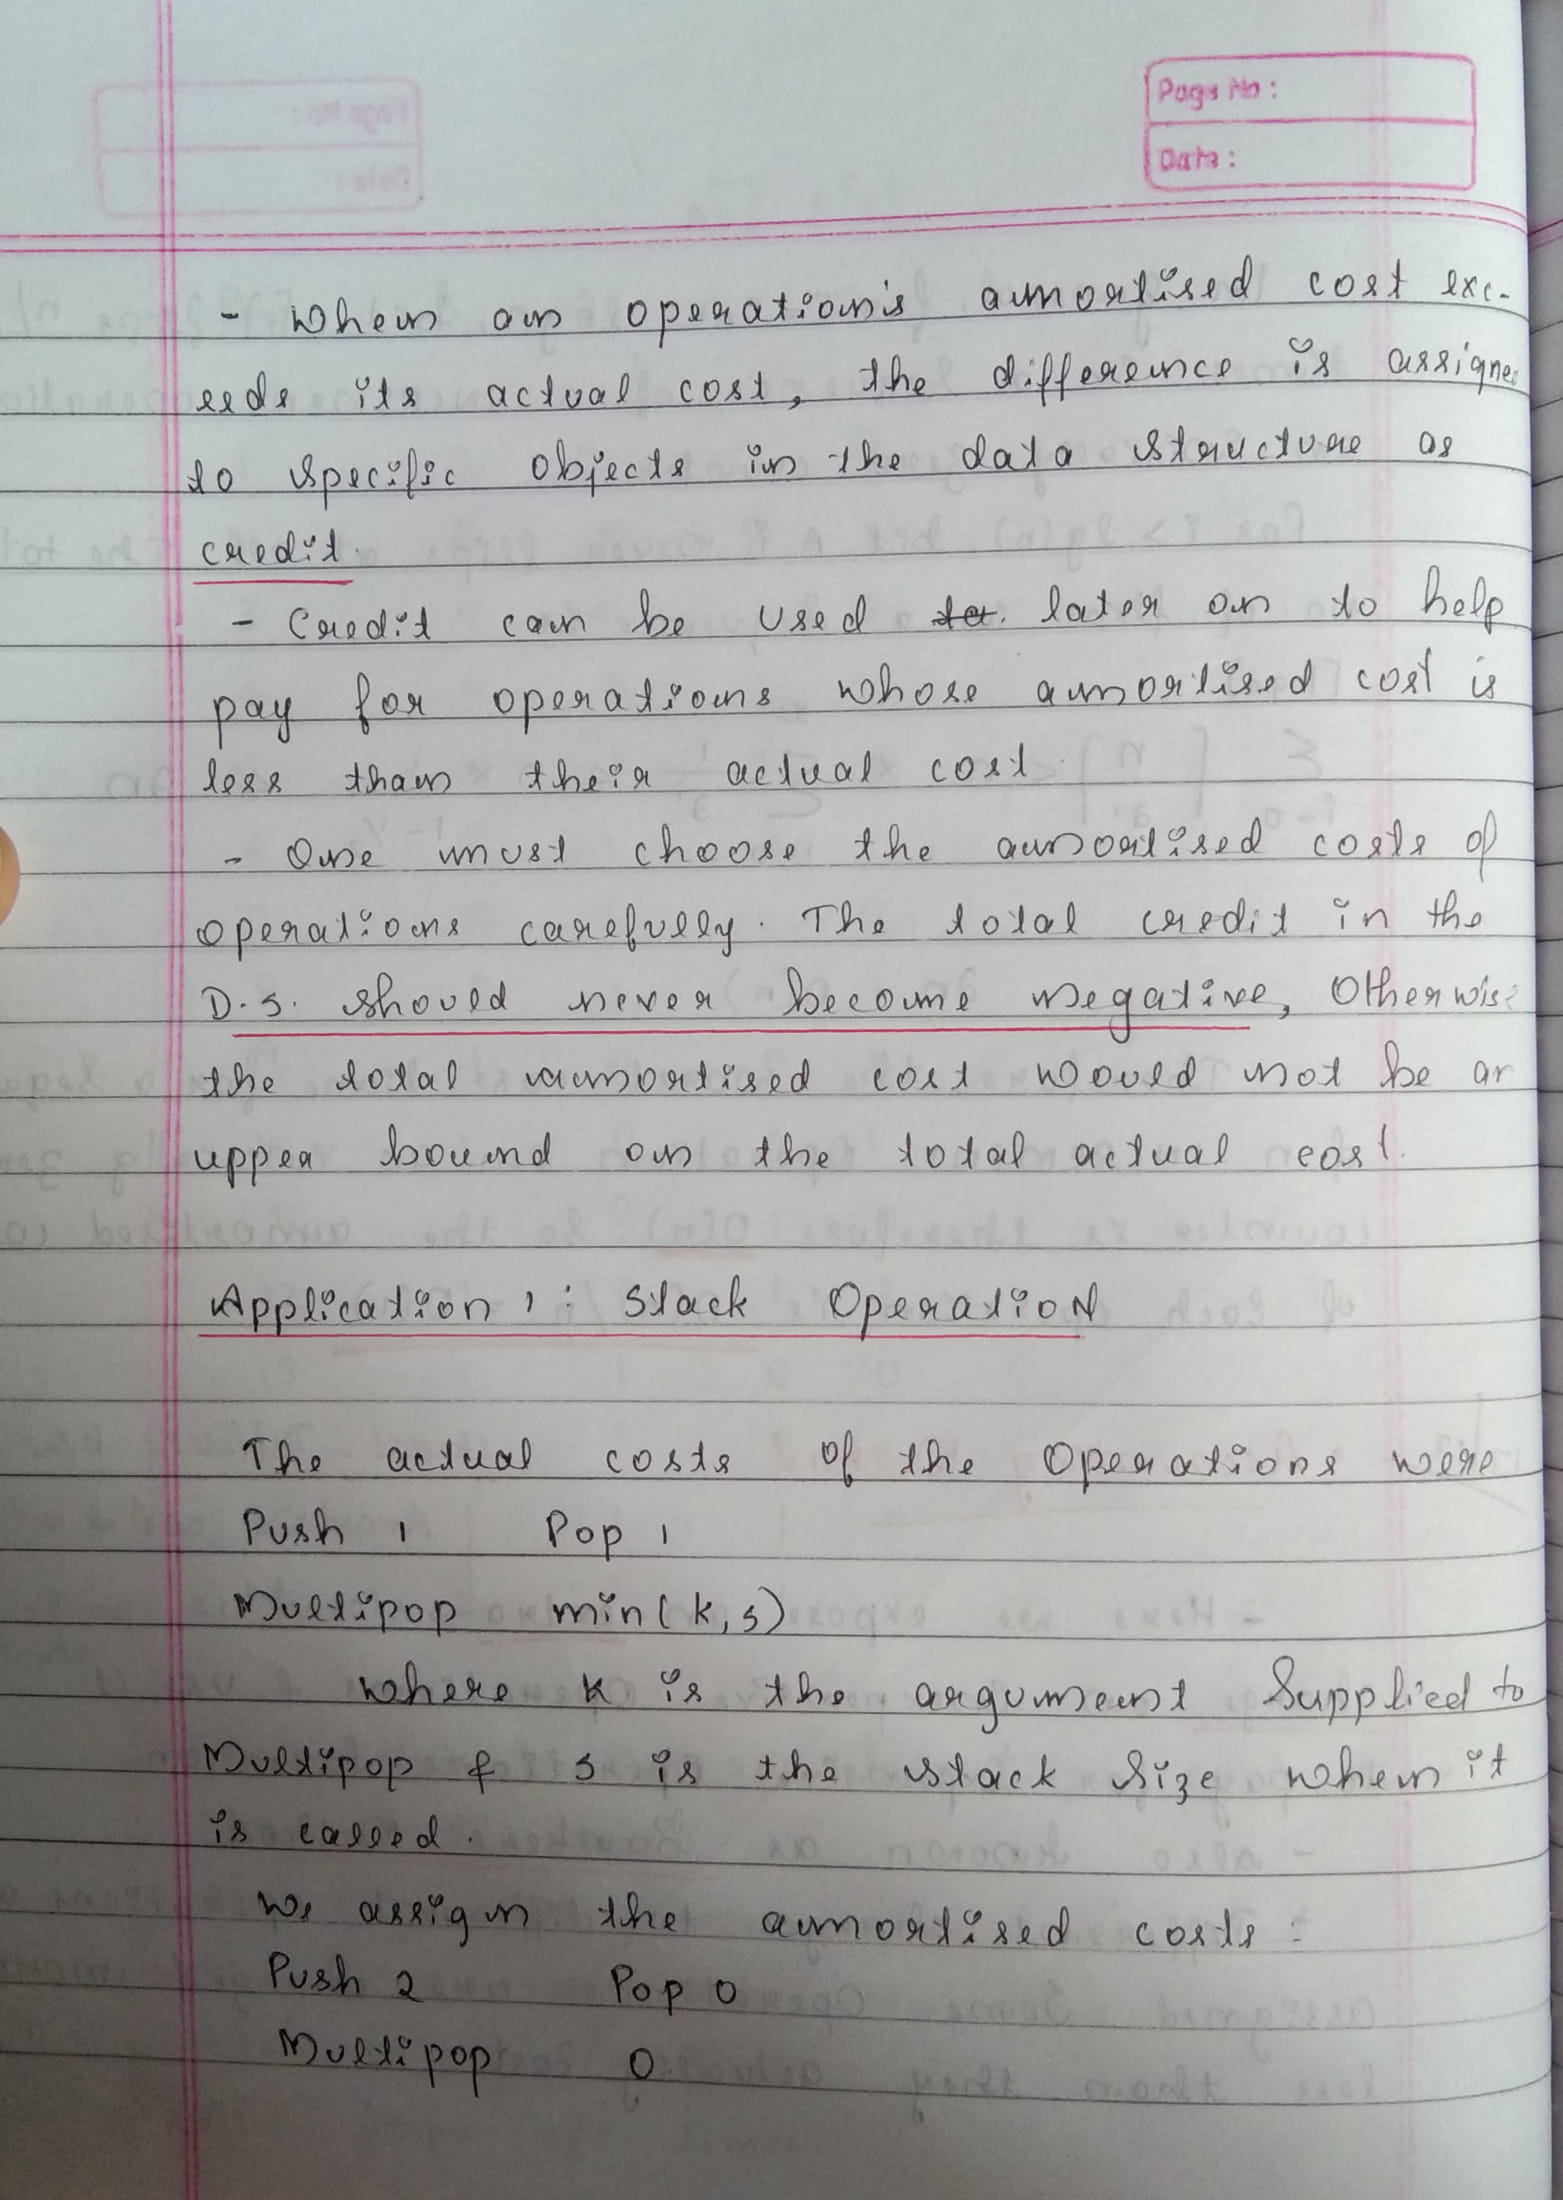 Page No :
Date :
- When an operation's amortised cost exc-
eeds its actual cost, the difference is assigne
to specific objects in the data structure as
credit.
- Credit can be used later on to help
pay for operations whose amortised cost is
less than their actual cost
- One must choose the amortised costs of
operations carefully. The total credit in the
D.S. should never become negative, Otherwise
the total amortised cost would not be an
upper bound on the total actual cost.
Application 1 : Stack Operation
The actual costs of the Operations were
Push 1 Pop 1
Multipop min(k,s)
where k is the argument Supplied to
Multipop & s is the stack size when it
is called.
We assign the amortised costs :
Push 2 Pop 0
Multipop 0